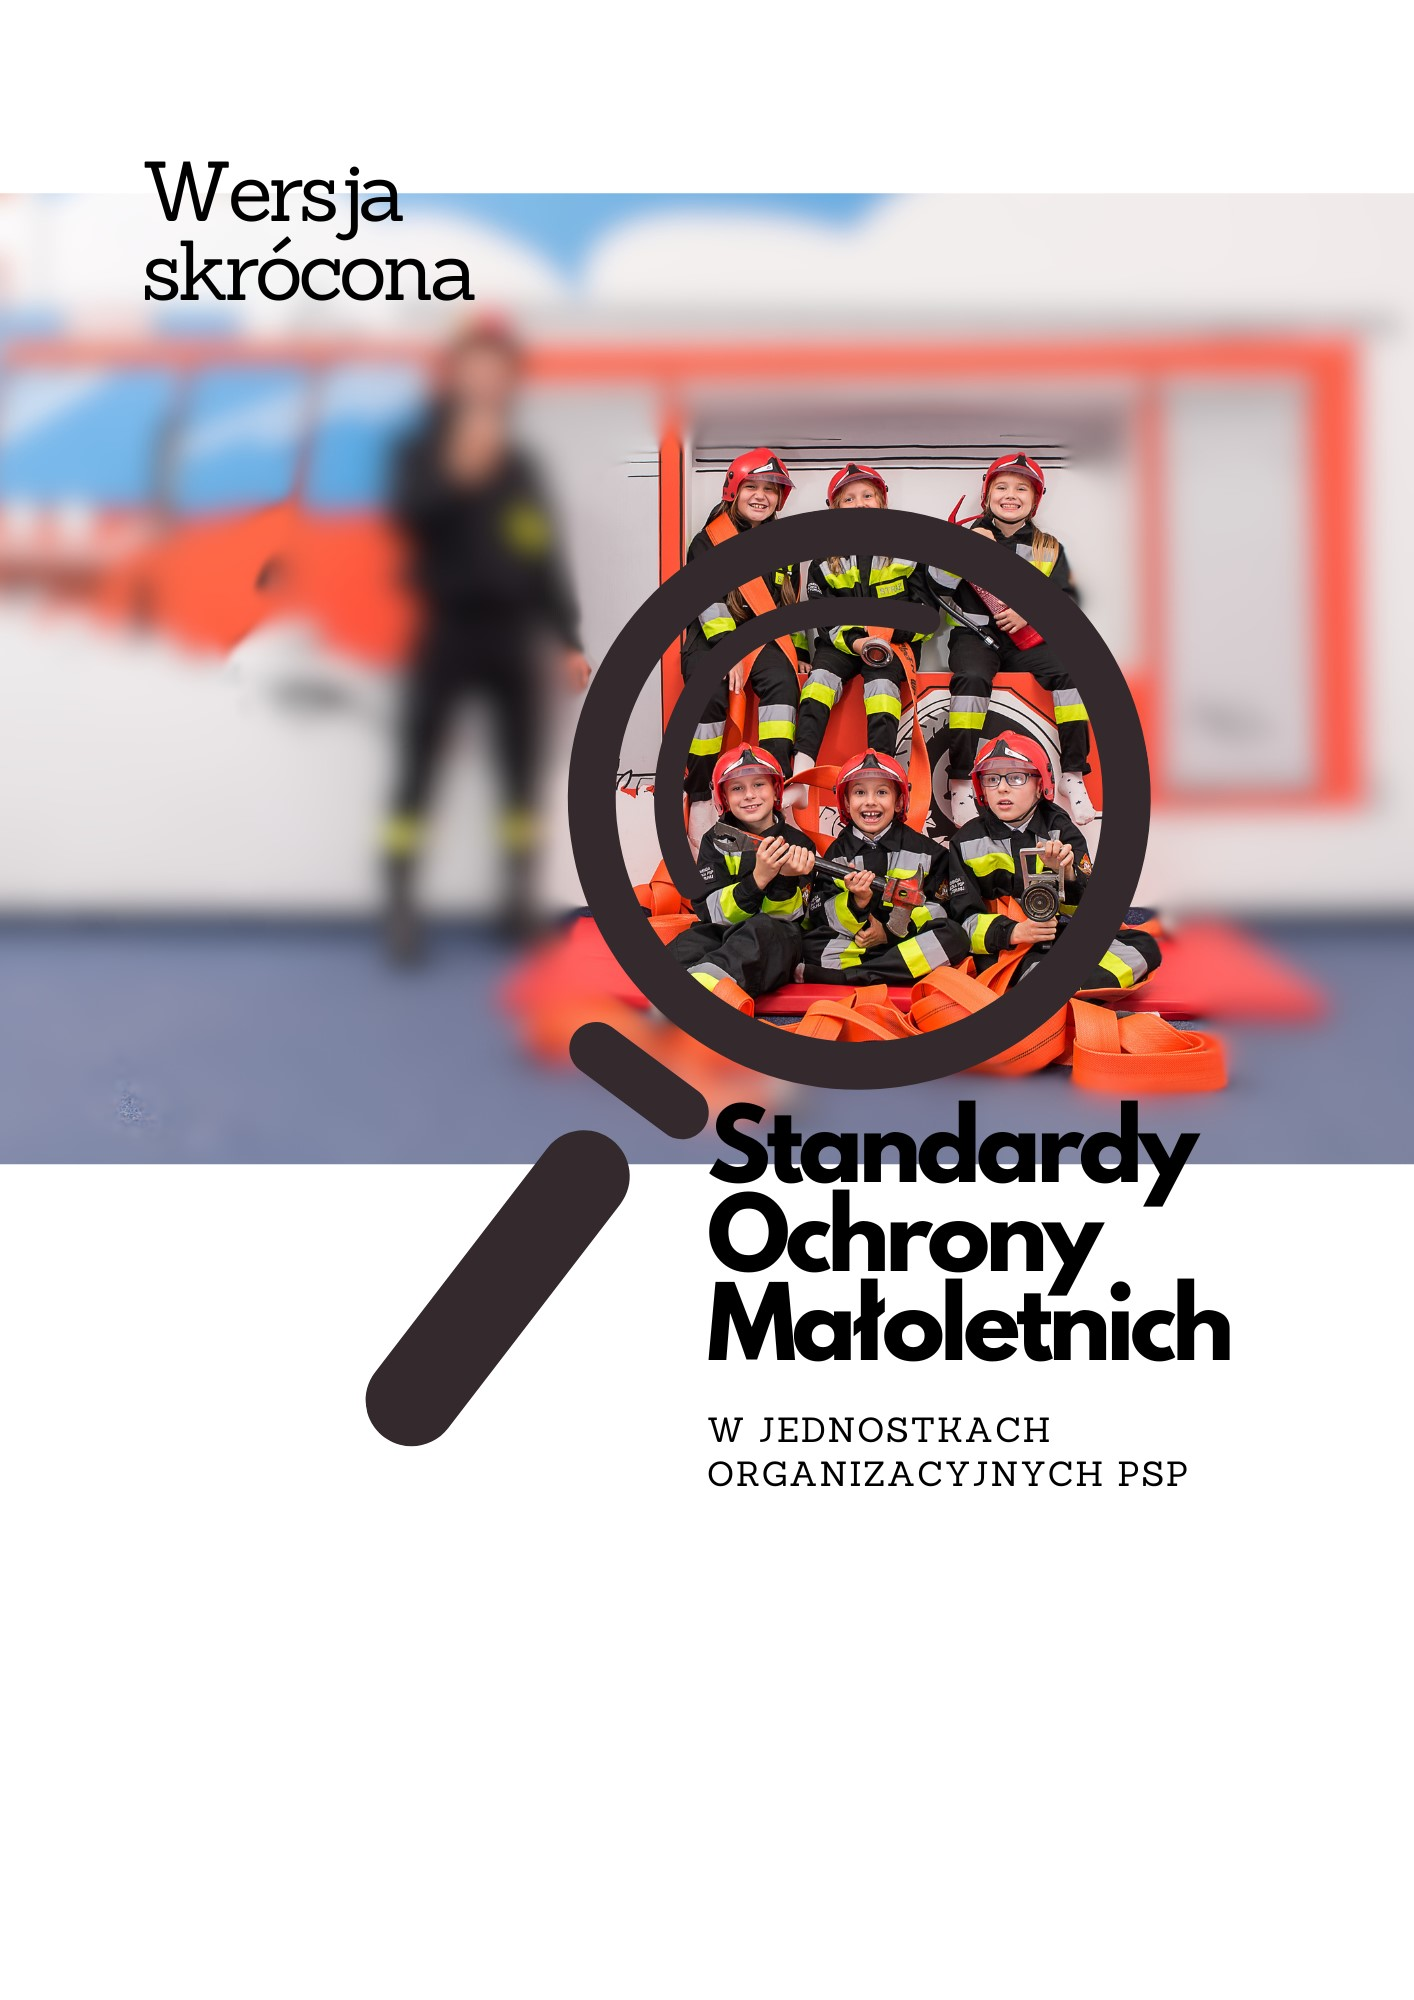 Wersja
skrócona
Standardy
Ochrony
Małoletnich
W JEDNOSTKACH
ORGANIZACYJNYCH PSP